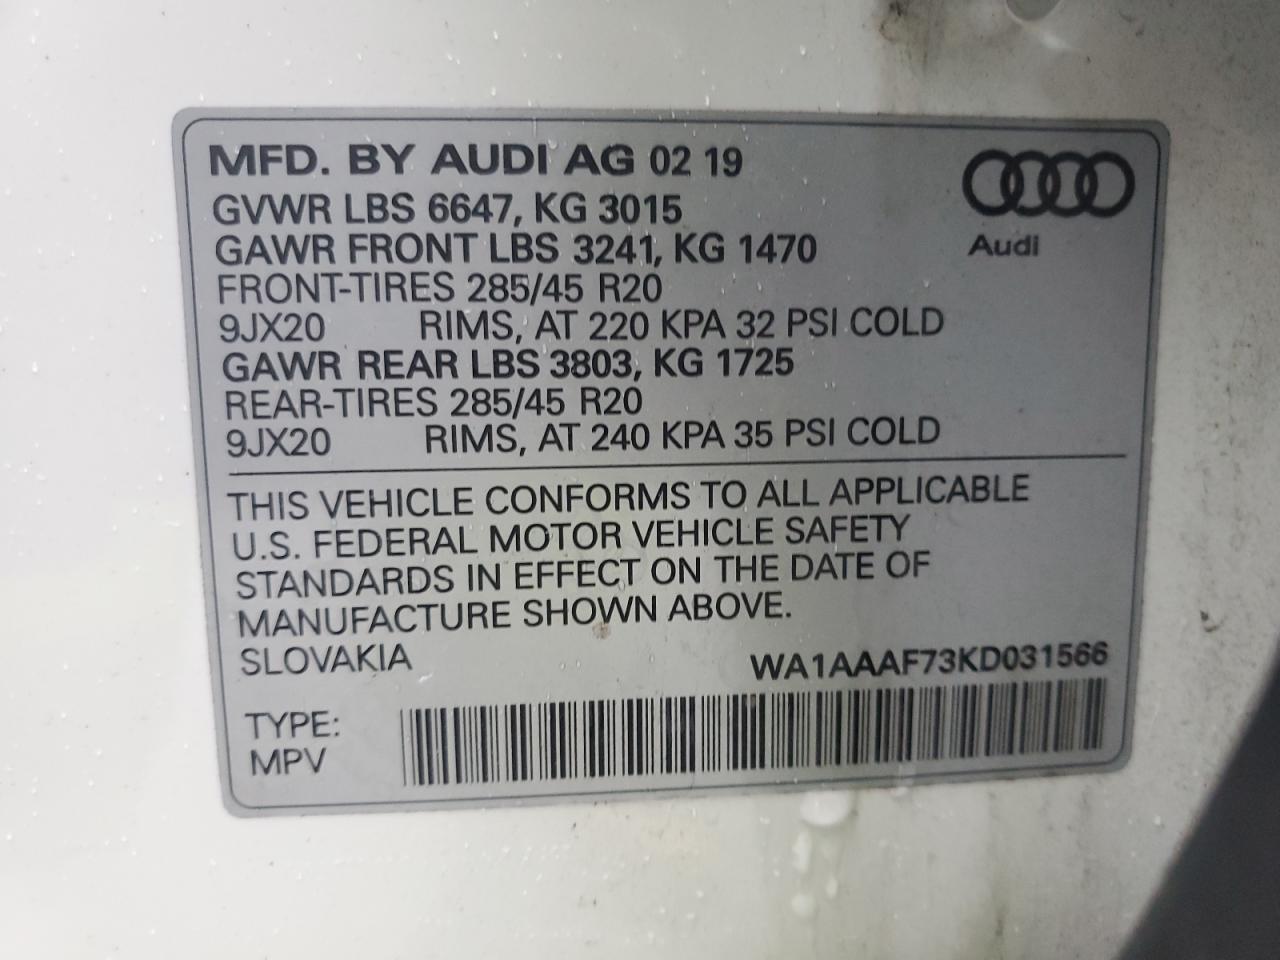 MFD. BY AUDI AG 02 19
GVWR LBS 6647, KG 3015
GAWR FRONT LBS 3241, KG 1470
FRONT-TIRES 285/45 R20
9JX20 RIMS, AT 220 KPA 32 PSI COLD
GAWR REAR LBS 3803, KG 1725
REAR-TIRES 285/45 R20
9JX20 RIMS, AT 240 KPA 35 PSI COLD
Audi
THIS VEHICLE CONFORMS TO ALL APPLICABLE
U.S. FEDERAL MOTOR VEHICLE SAFETY
STANDARDS IN EFFECT ON THE DATE OF
MANUFACTURE SHOWN ABOVE.
SLOVAKIA WA1AAAF73KD031566
TYPE:
MPV